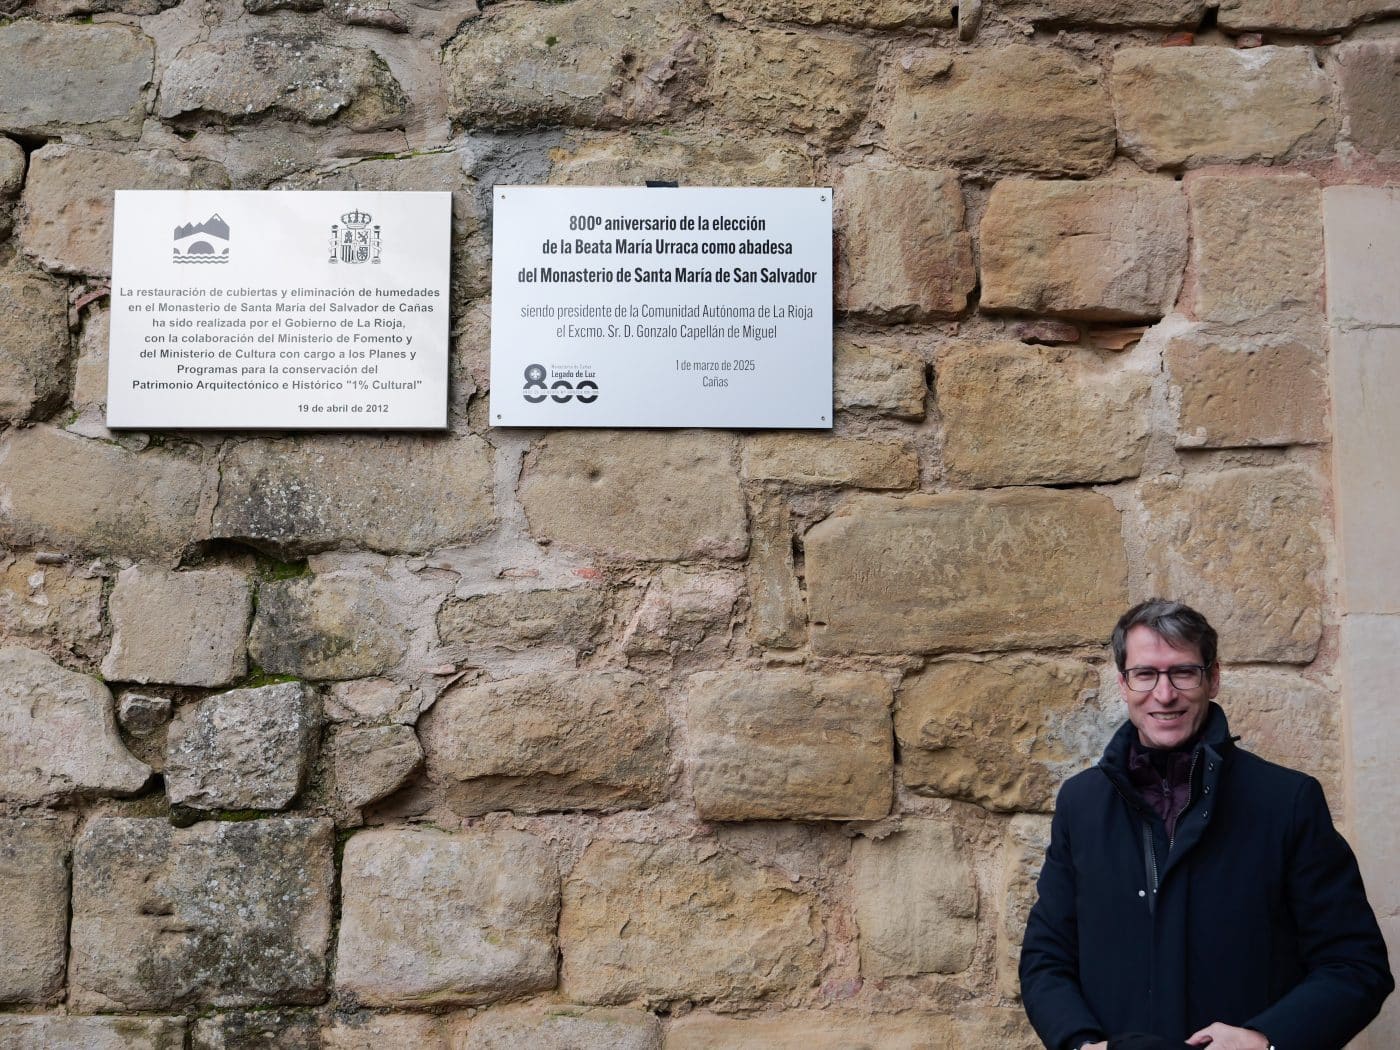 La restauración de cubiertas y eliminación de humedades
en el Monasterio de Santa María del Salvador de Cañas
ha sido realizada por el Gobierno de La Rioja,
con la colaboración del Ministerio de Fomento y
del Ministerio de Cultura con cargo a los Planes y
Programas para la conservación del
Patrimonio Arquitectónico e Histórico "1% Cultural"
19 de abril de 2012
800º aniversario de la elección
de la Beata María Urraca como abadesa
del Monasterio de Santa María de San Salvador
siendo presidente de la Comunidad Autónoma de La Rioja
el Excmo. Sr. D. Gonzalo Capellán de Miguel
Monasterio de Cañas
Legado de Luz
800
1 de marzo de 2025
Cañas